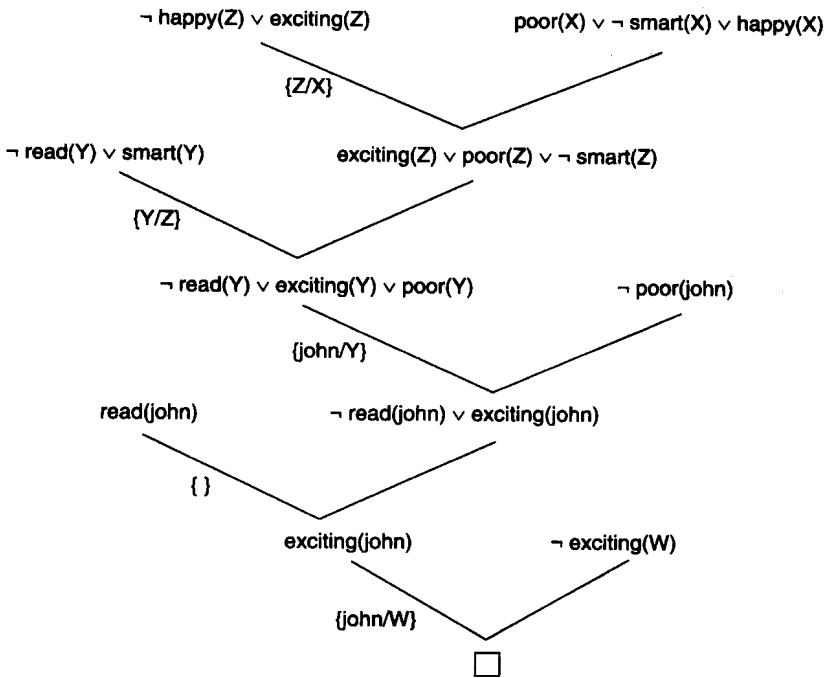 ¬ happy(Z) ∨ exciting(Z) poor(X) ∨ ¬ smart(X) ∨ happy(X)
{Z/X}
¬ read(Y) ∨ smart(Y) exciting(Z) ∨ poor(Z) ∨ ¬ smart(Z)
{Y/Z}
¬ read(Y) ∨ exciting(Y) ∨ poor(Y) ¬ poor(john)
{john/Y}
read(john) ¬ read(john) ∨ exciting(john)
{ }
exciting(john) ¬ exciting(W)
{john/W}